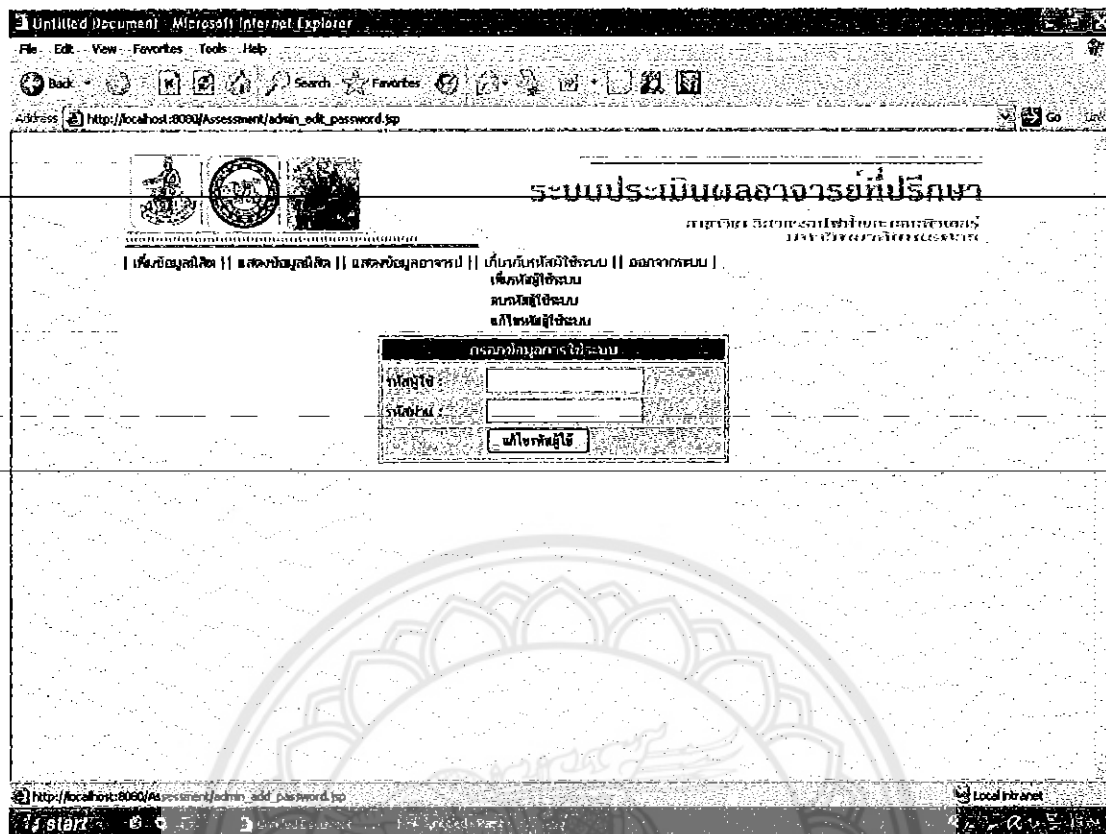 Untitled Document - Microsoft Internet Explorer
File Edit View Favorites Tools Help
Back Search Favorites
Address http://localhost:8080/Assessment/admin_edit_password.jsp Go
ระบบประเมินผลอาจารย์ที่ปรึกษา
| เพิ่มข้อมูลนิสิต || แสดงข้อมูลนิสิต || แสดงข้อมูลอาจารย์ || เกี่ยวกับรหัสผู้ใช้ระบบ || ออกจากระบบ |
เพิ่มรหัสผู้ใช้ระบบ
ลบรหัสผู้ใช้ระบบ
แก้ไขรหัสผู้ใช้ระบบ
กรอกข้อมูลการใช้ระบบ
รหัสผู้ใช้ :
รหัสผ่าน :
แก้ไขรหัสผู้ใช้
http://localhost:8080/Assessment/admin_add_password.jsp Local intranet
start